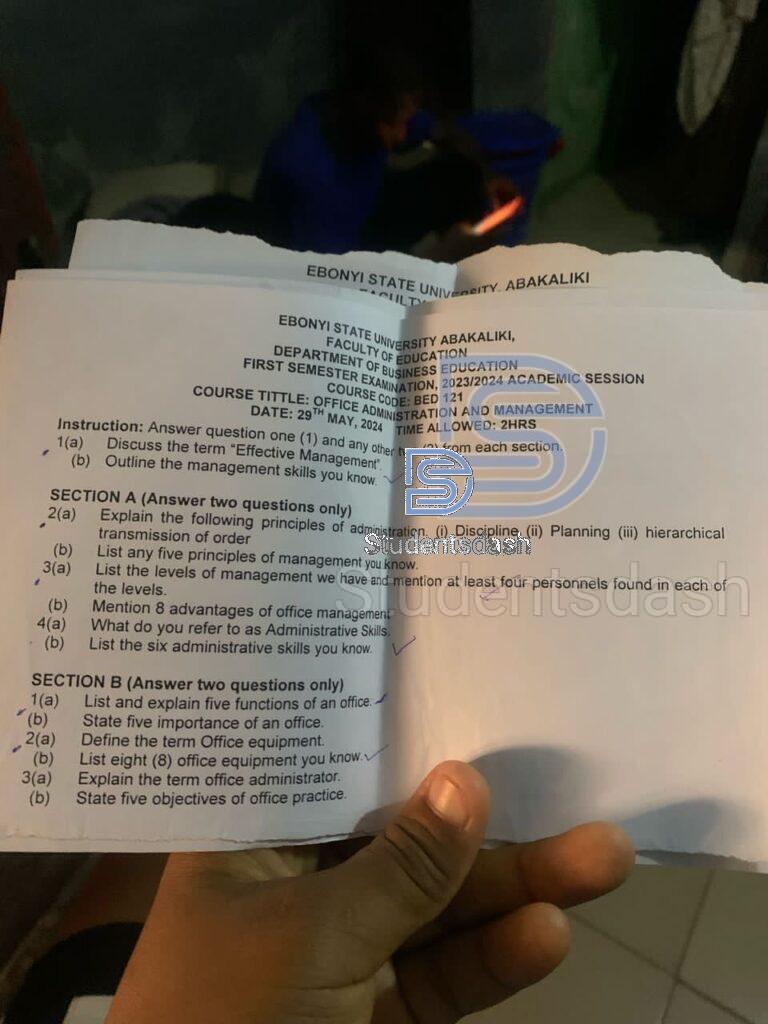 EBONYI STATE UNIVERSITY, ABAKALIKI
FACULTY
EBONYI STATE UNIVERSITY ABAKALIKI,
FACULTY OF EDUCATION
DEPARTMENT OF BUSINESS EDUCATION
FIRST SEMESTER EXAMINATION, 2023/2024 ACADEMIC SESSION
COURSE CODE: BED 121
COURSE TITTLE: OFFICE ADMINISTRATION AND MANAGEMENT
DATE: 29TH MAY, 2024 TIME ALLOWED: 2HRS
Instruction: Answer question one (1) and any other (2) from each section.
1(a) Discuss the term "Effective Management".
(b) Outline the management skills you know.
SECTION A (Answer two questions only)
2(a) Explain the following principles of administration. (i) Discipline (ii) Planning (iii) hierarchical
transmission of order
(b) List any five principles of management you know.
3(a) List the levels of management we have and mention at least four personnels found in each of
the levels.
(b) Mention 8 advantages of office management
4(a) What do you refer to as Administrative Skills.
(b) List the six administrative skills you know.
SECTION B (Answer two questions only)
1(a) List and explain five functions of an office.
(b) State five importance of an office.
2(a) Define the term Office equipment.
(b) List eight (8) office equipment you know.
3(a) Explain the term office administrator.
(b) State five objectives of office practice.
Studentsdash
Studentsdash